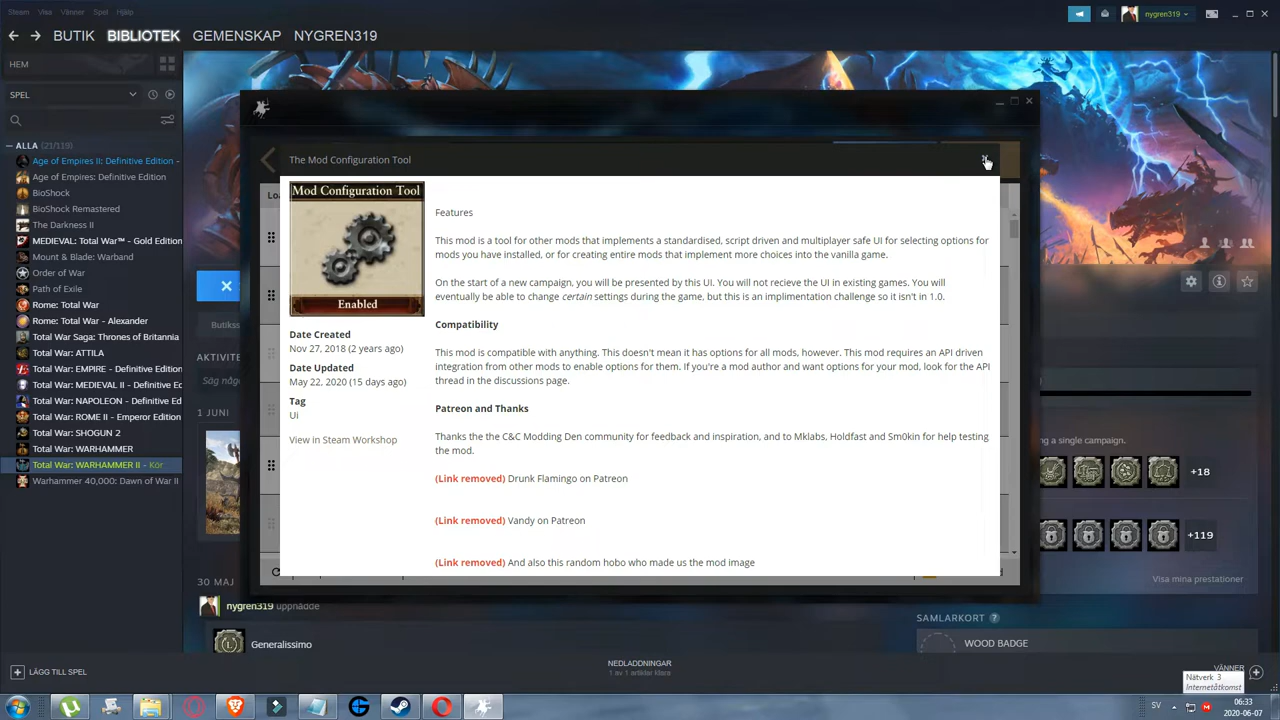 Steam Visa Vänner Spel Hjälp
nygren319
BUTIK BIBLIOTEK GEMENSKAP NYGREN319
HEM
SPEL
ALLA (21/119)
Age of Empires II: Definitive Edition -
Age of Empires: Definitive Edition
BioShock
BioShock Remastered
The Darkness II
MEDIEVAL: Total War™ - Gold Edition
Mount & Blade: Warband
Order of War
Path of Exile
Rome: Total War
Rome: Total War - Alexander
Total War Saga: Thrones of Britannia
Total War: ATTILA
Total War: EMPIRE - Definitive Edition
Total War: MEDIEVAL II - Definitive Ed
Total War: NAPOLEON - Definitive Ed
Total War: ROME II - Emperor Edition
Total War: SHOGUN 2
Total War: WARHAMMER
Total War: WARHAMMER II - Kör
Warhammer 40,000: Dawn of War II
Butikss
AKTIVITE
Säg någ
1 JUNI
30 MAJ
nygren319 uppnådde
Generalissimo
The Mod Configuration Tool
Loa
Mod Configuration Tool
Enabled
Date Created
Nov 27, 2018 (2 years ago)
Date Updated
May 22, 2020 (15 days ago)
Tag
Ui
View in Steam Workshop
Features
This mod is a tool for other mods that implements a standardised, script driven and multiplayer safe UI for selecting options for
mods you have installed, or for creating entire mods that implement more choices into the vanilla game.
On the start of a new campaign, you will be presented by this UI. You will not recieve the UI in existing games. You will
eventually be able to change certain settings during the game, but this is an implimentation challenge so it isn't in 1.0.
Compatibility
This mod is compatible with anything. This doesn't mean it has options for all mods, however. This mod requires an API driven
integration from other mods to enable options for them. If you're a mod author and want options for your mod, look for the API
thread in the discussions page.
Patreon and Thanks
Thanks the the C&C Modding Den community for feedback and inspiration, and to Mklabs, Holdfast and Sm0kin for help testing
the mod.
(Link removed) Drunk Flamingo on Patreon
(Link removed) Vandy on Patreon
(Link removed) And also this random hobo who made us the mod image
ng a single campaign.
+18
+119
Visa mina prestationer
SAMLARKORT ?
WOOD BADGE
LÄGG TILL SPEL
NEDLADDNINGAR
1 av 1 artiklar klara
VÄNNER
Nätverk 3
Internetåtkomst
SV
06:33
2020-06-07